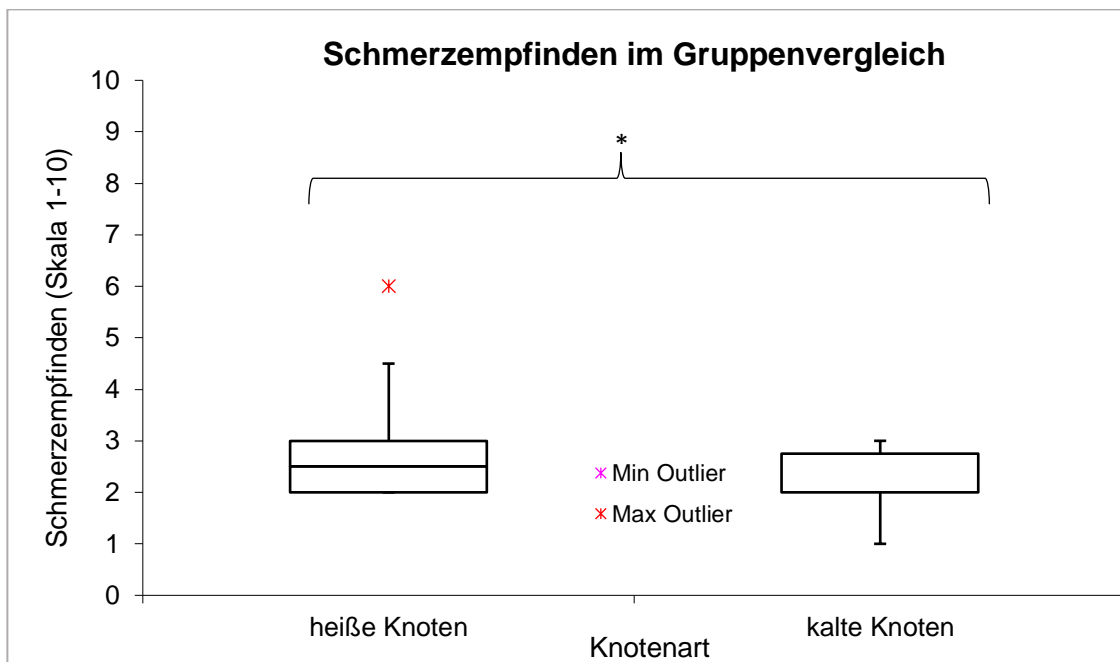 Schmerzempfinden im Gruppenvergleich
Schmerzempfinden (Skala 1-10)
10
9
8
7
6
5
4
3
2
1
0
*
Min Outlier
Max Outlier
heiße Knoten
kalte Knoten
Knotenart